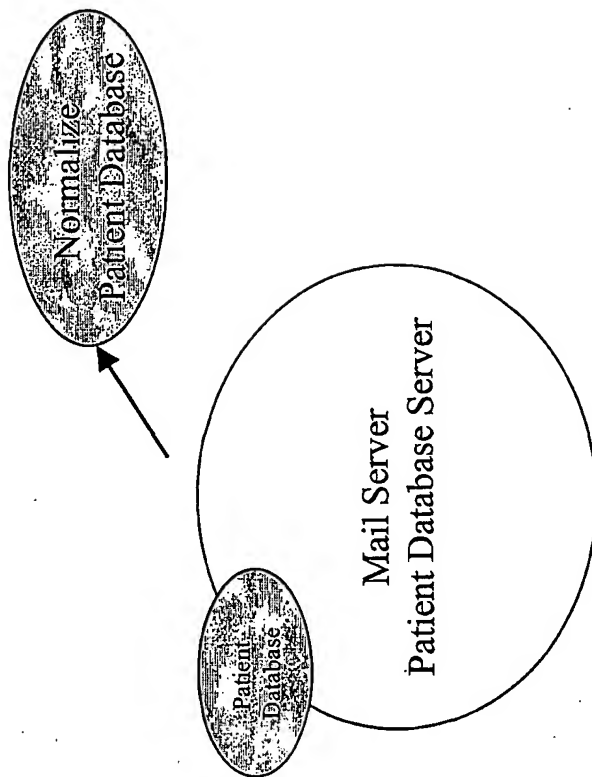 Normalize
Patient Database
Patient
Database
Mail Server
Patient Database Server